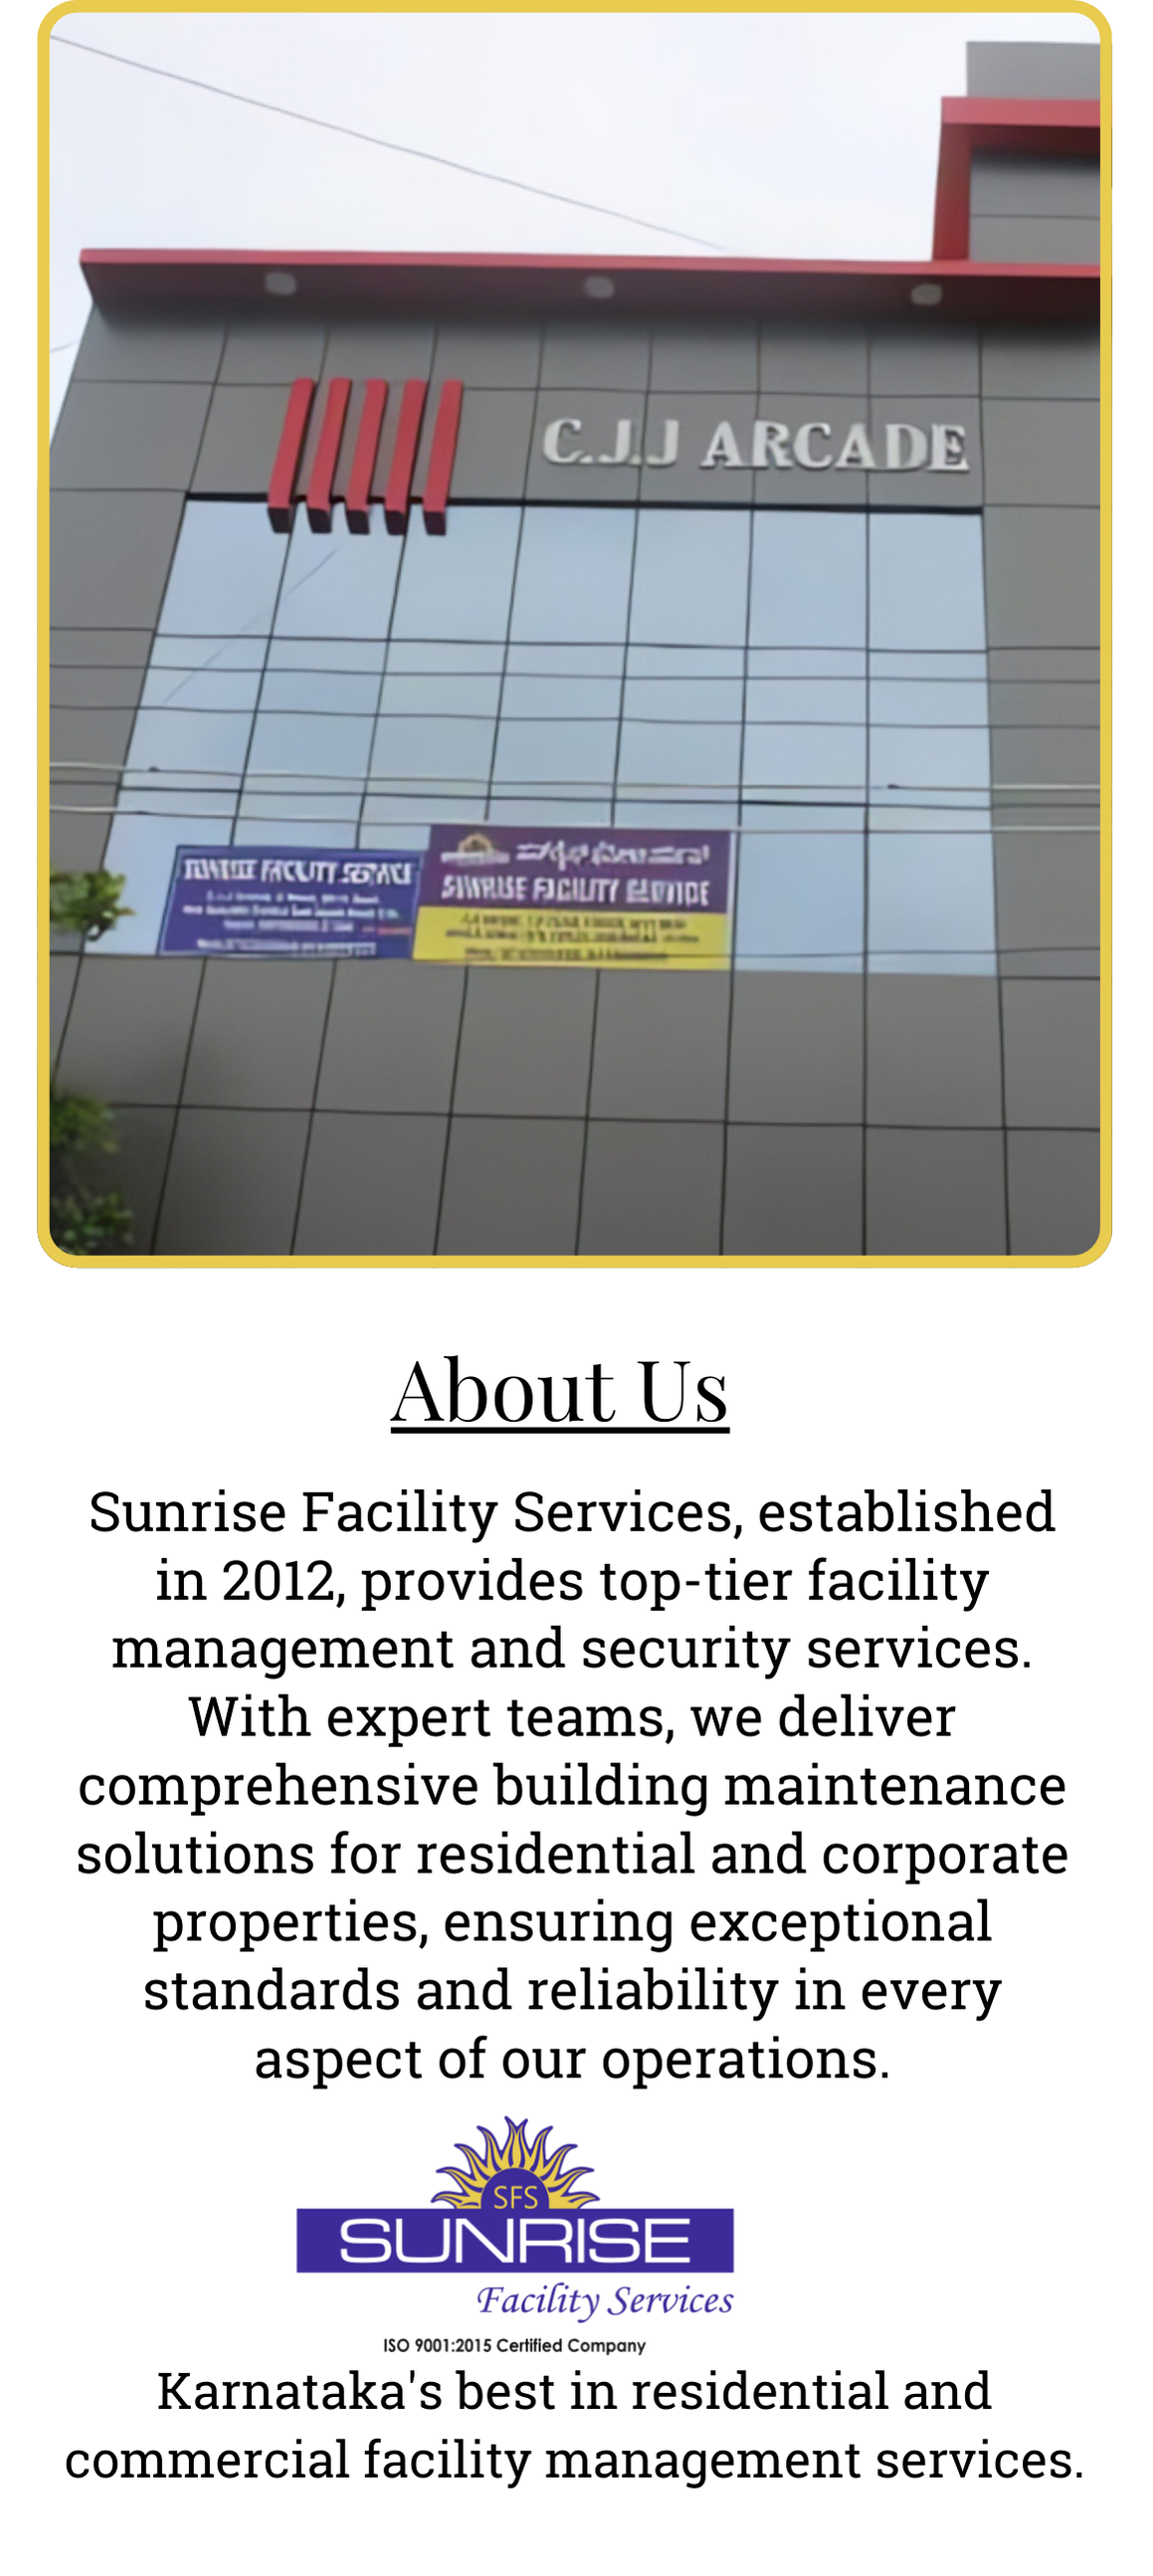 C.J.J ARCADE
SUNRISE FACILITY SERVICE
SUNRISE FACILITY SERVICE
About Us
Sunrise Facility Services, established
in 2012, provides top-tier facility
management and security services.
With expert teams, we deliver
comprehensive building maintenance
solutions for residential and corporate
properties, ensuring exceptional
standards and reliability in every
aspect of our operations.
SFS
SUNRISE
Facility Services
ISO 9001:2015 Certified Company
Karnataka's best in residential and
commercial facility management services.